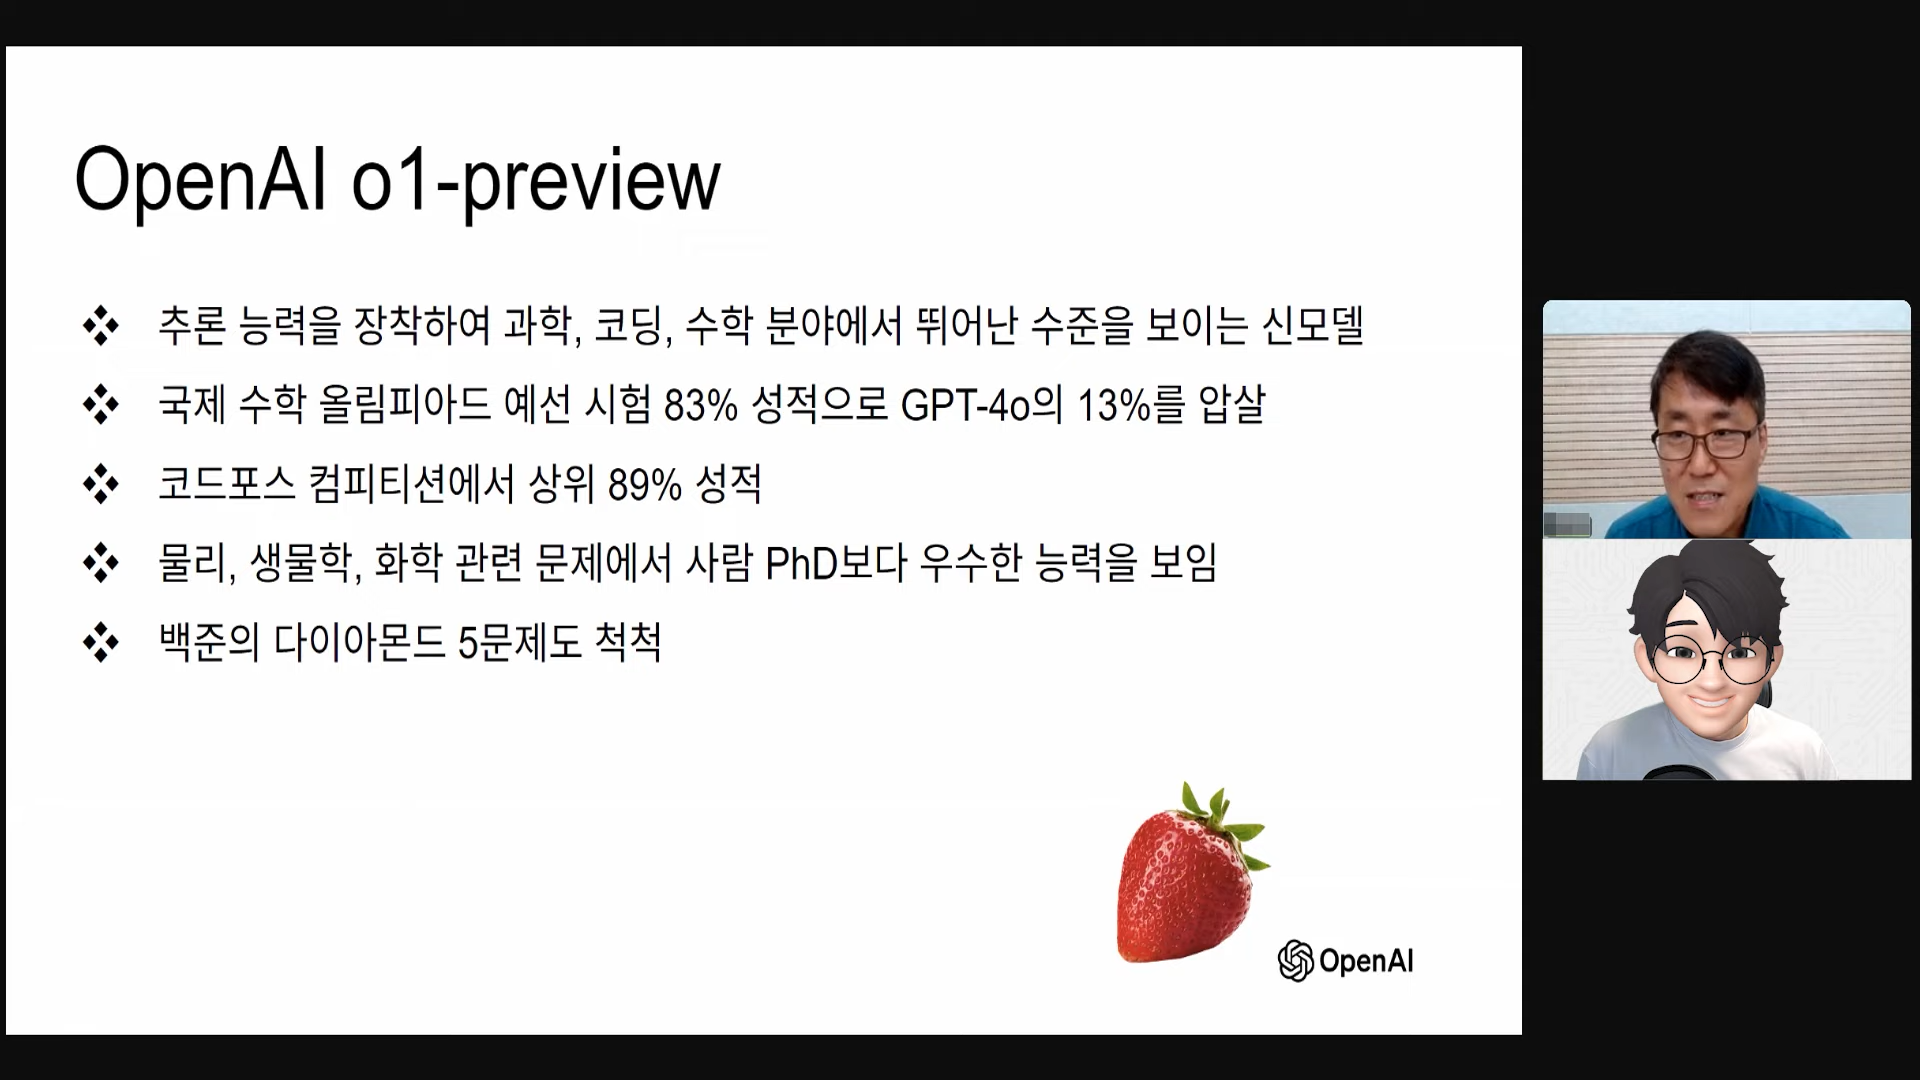 OpenAI o1-preview
추론 능력을 장착하여 과학, 코딩, 수학 분야에서 뛰어난 수준을 보이는 신모델
국제 수학 올림피아드 예선 시험 83% 성적으로 GPT-4o의 13%를 압살
코드포스 컴피티션에서 상위 89% 성적
물리, 생물학, 화학 관련 문제에서 사람 PhD보다 우수한 능력을 보임
백준의 다이아몬드 5문제도 척척
OpenAI